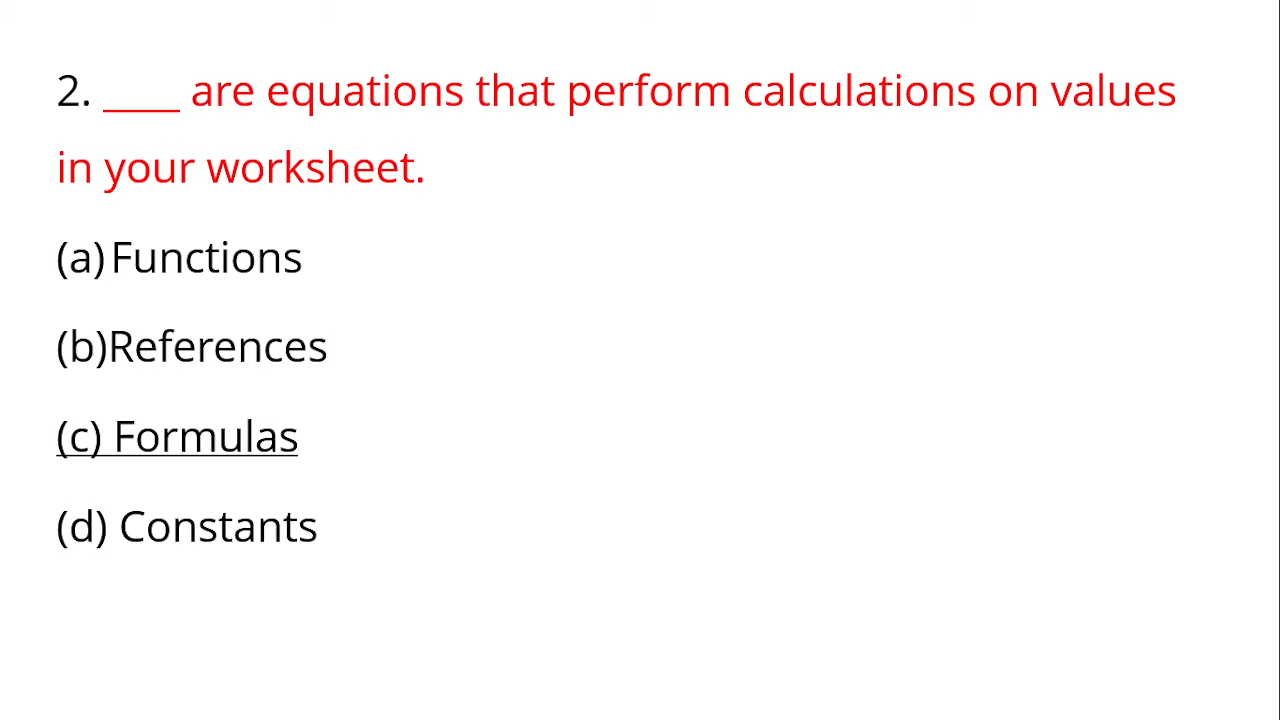 2. ____ are equations that perform calculations on values
in your worksheet.
(a) Functions
(b)References
(c) Formulas
(d) Constants